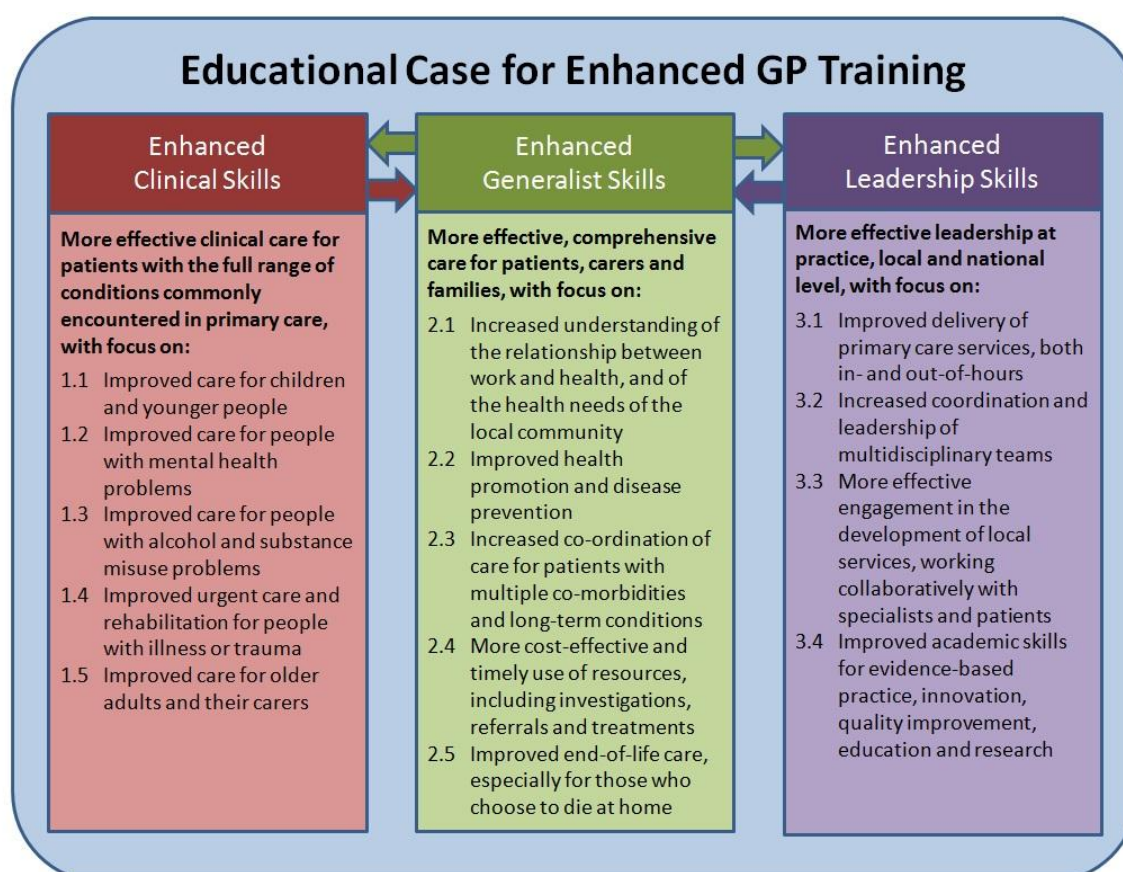 Educational Case for Enhanced GP Training
Enhanced
Clinical Skills
More effective clinical care for
patients with the full range of
conditions commonly
encountered in primary care,
with focus on:
1.1 Improved care for children
and younger people
1.2 Improved care for people
with mental health
problems
1.3 Improved care for people
with alcohol and substance
misuse problems
1.4 Improved urgent care and
rehabilitation for people
with illness or trauma
1.5 Improved care for older
adults and their carers
Enhanced
Generalist Skills
More effective, comprehensive
care for patients, carers and
families, with focus on:
2.1 Increased understanding of
the relationship between
work and health, and of
the health needs of the
local community
2.2 Improved health
promotion and disease
prevention
2.3 Increased co-ordination of
care for patients with
multiple co-morbidities
and long-term conditions
2.4 More cost-effective and
timely use of resources,
including investigations,
referrals and treatments
2.5 Improved end-of-life care,
especially for those who
choose to die at home
Enhanced
Leadership Skills
More effective leadership at
practice, local and national
level, with focus on:
3.1 Improved delivery of
primary care services, both
in- and out-of-hours
3.2 Increased coordination and
leadership of
multidisciplinary teams
3.3 More effective
engagement in the
development of local
services, working
collaboratively with
specialists and patients
3.4 Improved academic skills
for evidence-based
practice, innovation,
quality improvement,
education and research